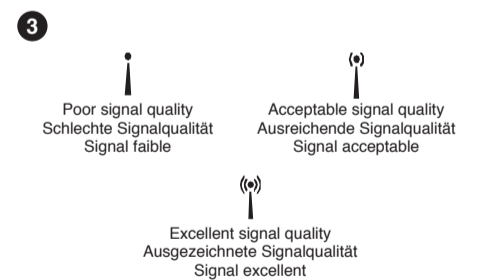 3
Poor signal quality
Schlechte Signalqualität
Signal faible
Acceptable signal quality
Ausreichende Signalqualität
Signal acceptable
Excellent signal quality
Ausgezeichnete Signalqualität
Signal excellent